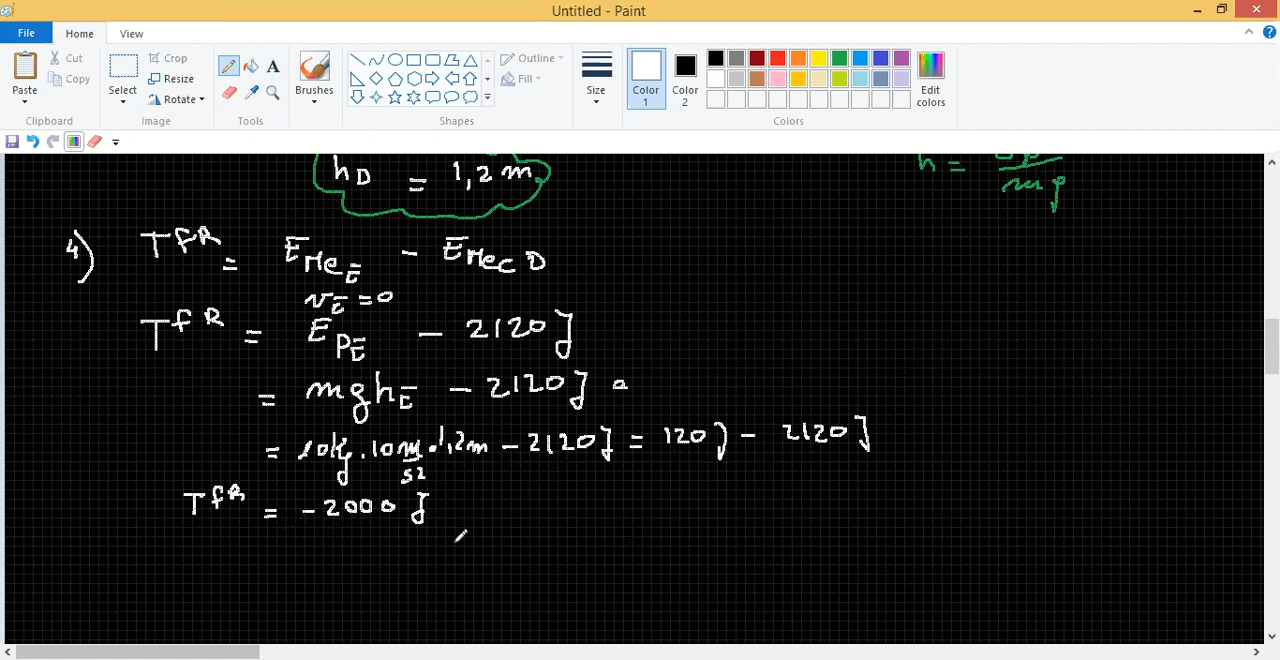 Untitled - Paint
File Home View
Paste
Cut
Copy
Clipboard
Select
Crop
Resize
Rotate
Image
A
Tools
Brushes
Outline
Fill
Shapes
Size
Color 1
Color 2
Edit colors
Colors
hD = 1,2 m
h =
4) TfR = EMecE - EMecD
vE = 0
TfR = EPE - 2120 J
= mghE - 2120 J
= 10kg . 10m/s2 . 1,2m - 2120 J = 120 J - 2120 J
TfR = -2000 J